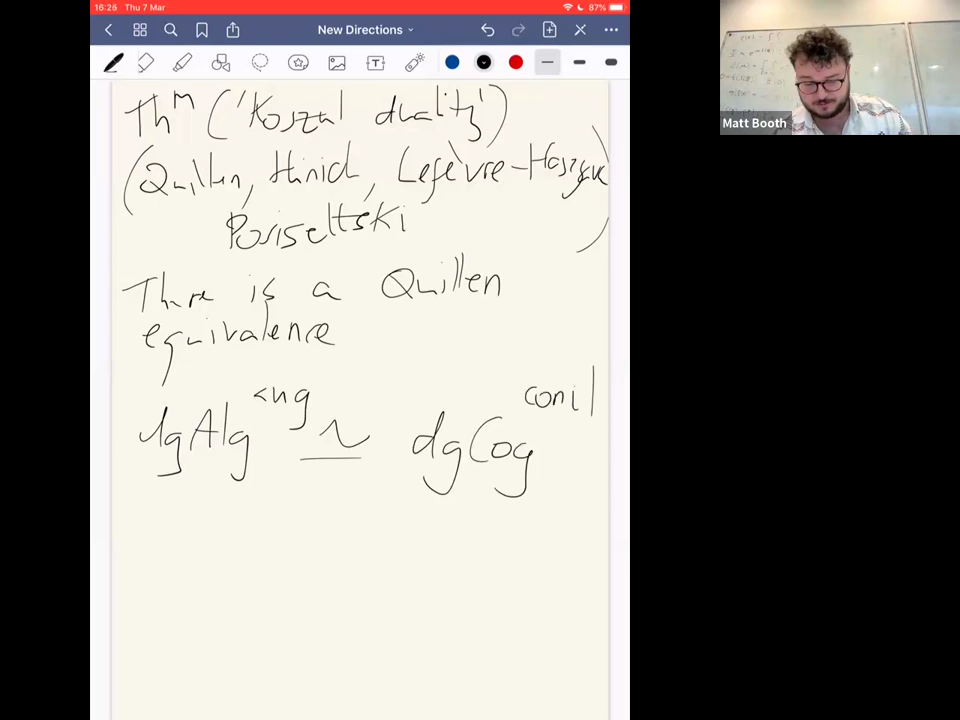 16:25 Thu 7 Mar
87%
New Directions
Thm ('Koszul duality')
(Quillen, Hinich, Lefèvre-Hasegawa
Positselski)
There is a Quillen
equivalence
dgAlg^aug ≃ dgCog^conil
Matt Booth